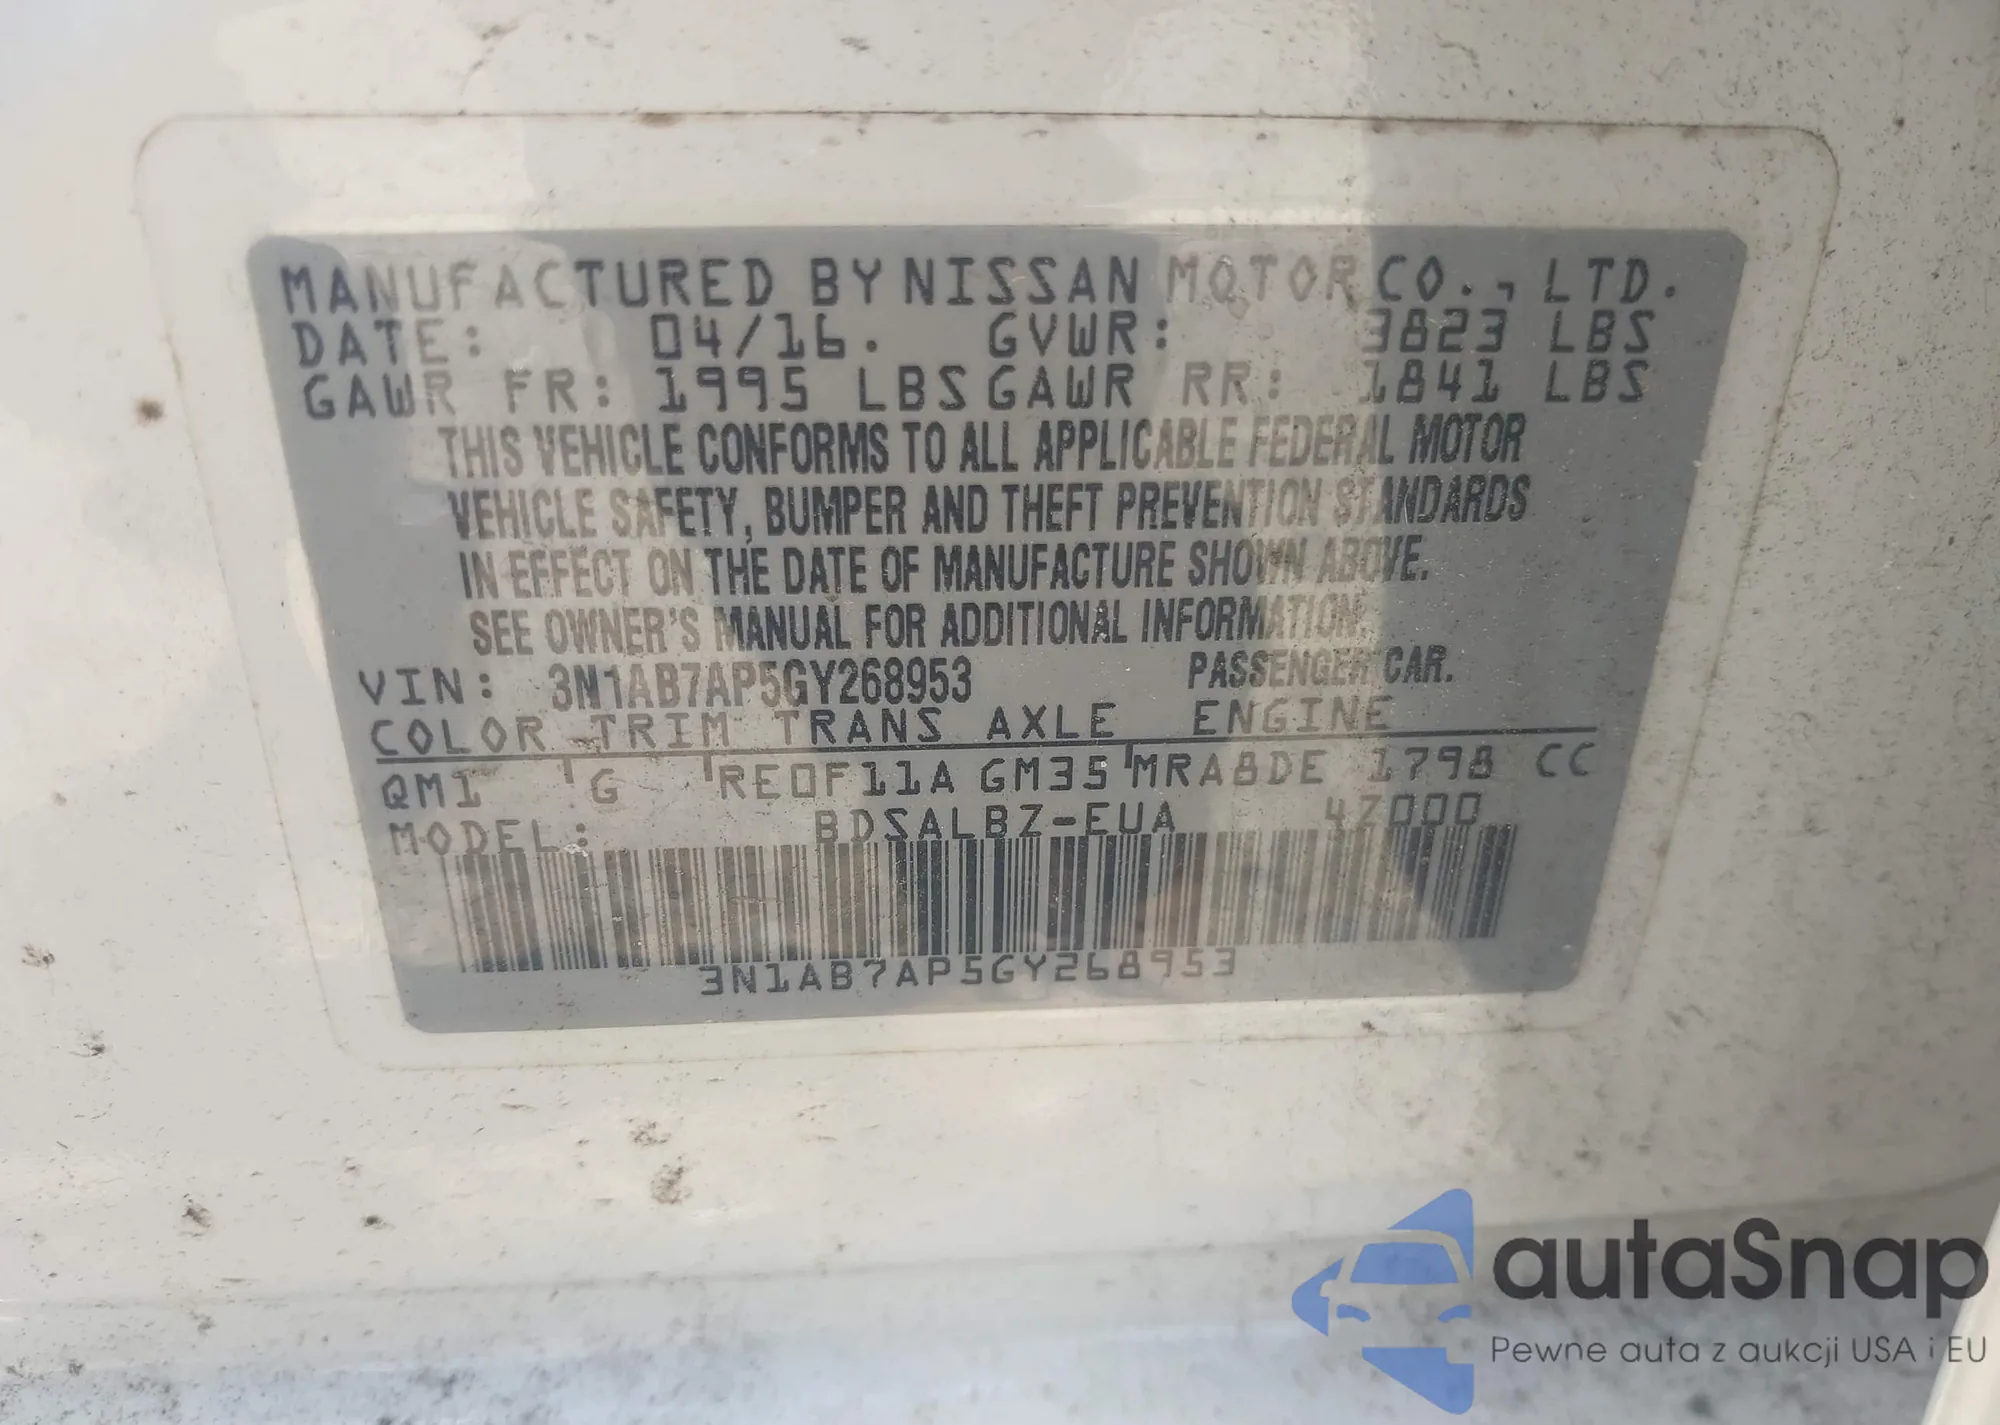 MANUFACTURED BY NISSAN MOTOR CO., LTD.
DATE: 04/16. GVWR: 3823 LBS
GAWR FR: 1995 LBS GAWR RR: 1841 LBS
THIS VEHICLE CONFORMS TO ALL APPLICABLE FEDERAL MOTOR
VEHICLE SAFETY, BUMPER AND THEFT PREVENTION STANDARDS
IN EFFECT ON THE DATE OF MANUFACTURE SHOWN ABOVE.
SEE OWNER'S MANUAL FOR ADDITIONAL INFORMATION.
VIN: 3N1AB7AP5GY268953 PASSENGER CAR.
COLOR TRIM TRANS AXLE ENGINE
QM1 G RE0F11A GM35 MRA8DE 1798 CC
MODEL: BDSALBZ-EUA 4Z000
3N1AB7AP5GY268953
autaSnap
Pewne auta z aukcji USA i EU